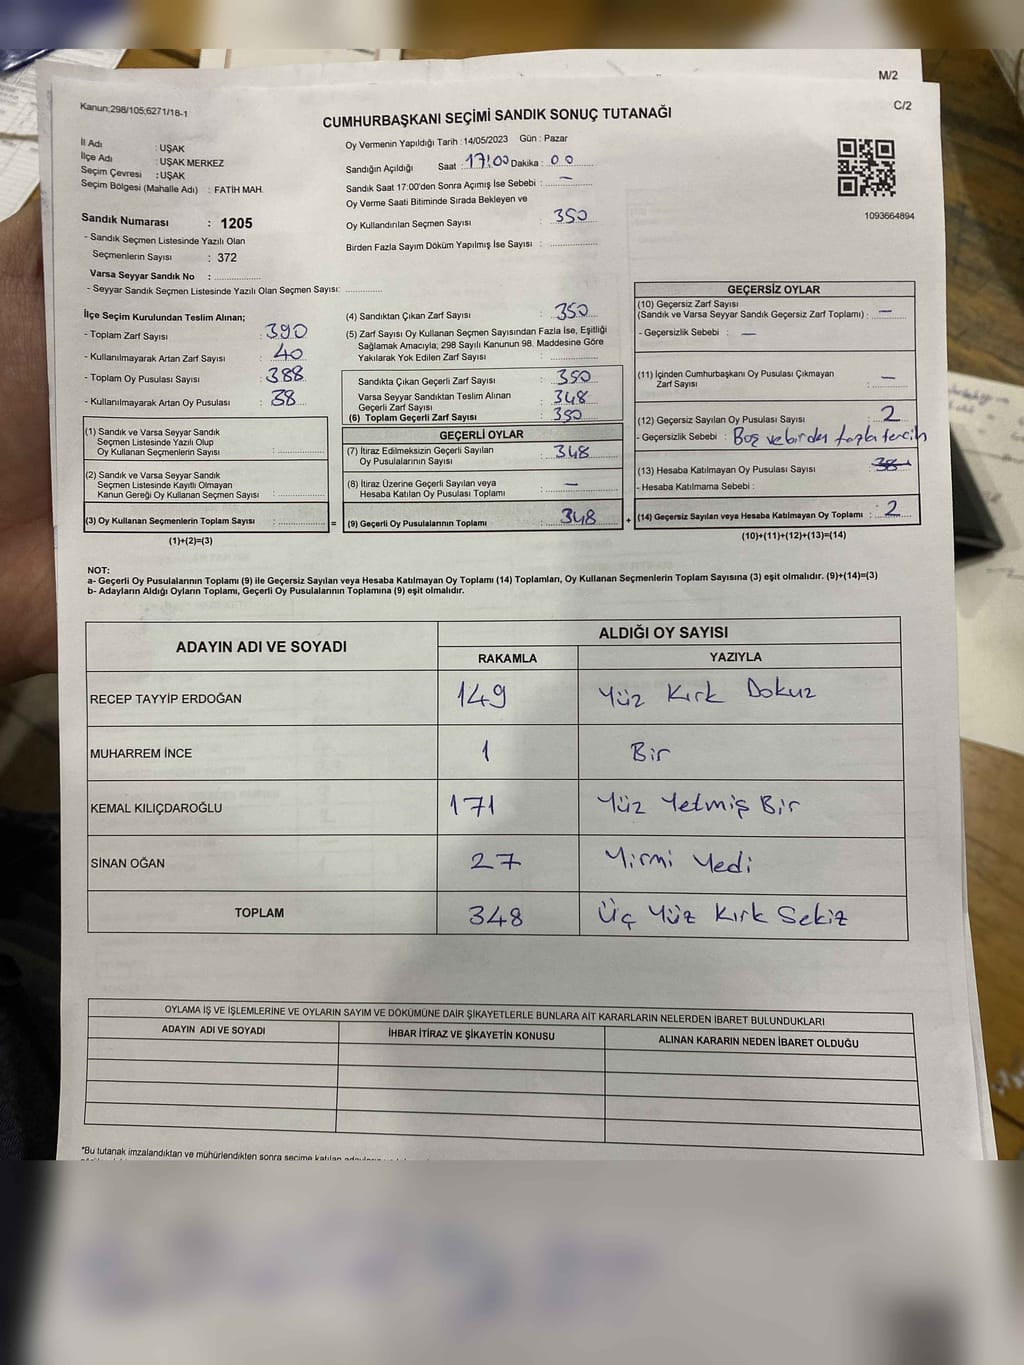 M/2
C/2
Kanun;298/105;6271/18-1
CUMHURBAŞKANI SEÇİMİ SANDIK SONUÇ TUTANAĞI
İl Adı : UŞAK
İlçe Adı : UŞAK MERKEZ
Seçim Çevresi : UŞAK
Seçim Bölgesi (Mahalle Adı) : FATİH MAH.
Sandık Numarası : 1205
- Sandık Seçmen Listesinde Yazılı Olan
Seçmenlerin Sayısı : 372
Varsa Seyyar Sandık No : ..............
- Seyyar Sandık Seçmen Listesinde Yazılı Olan Seçmen Sayısı: ..............
Oy Vermenin Yapıldığı Tarih : 14/05/2023 Gün : Pazar
Sandığın Açıldığı Saat : 17:00 Dakika : 00
Sandık Saat 17:00'den Sonra Açımış İse Sebebi : —
Oy Verme Saati Bitiminde Sırada Bekleyen ve
Oy Kullandırılan Seçmen Sayısı : 350
Birden Fazla Sayım Döküm Yapılmış İse Sayısı : ..............
1093664894
İlçe Seçim Kurulundan Teslim Alınan;
- Toplam Zarf Sayısı : 390
- Kullanılmayarak Artan Zarf Sayısı : 40
- Toplam Oy Pusulası Sayısı : 388
- Kullanılmayarak Artan Oy Pusulası : 38
(1) Sandık ve Varsa Seyyar Sandık
Seçmen Listesinde Yazılı Olup
Oy Kullanan Seçmenlerin Sayısı : ..............
(2) Sandık ve Varsa Seyyar Sandık
Seçmen Listesinde Kayıtlı Olmayan
Kanun Gereği Oy Kullanan Seçmen Sayısı : ..............
(3) Oy Kullanan Seçmenlerin Toplam Sayısı : .............. =
(1)+(2)=(3)
(4) Sandıktan Çıkan Zarf Sayısı : 350
(5) Zarf Sayısı Oy Kullanan Seçmen Sayısından Fazla İse, Eşitliği
Sağlamak Amacıyla; 298 Sayılı Kanunun 98. Maddesine Göre
Yakılarak Yok Edilen Zarf Sayısı : ..............
Sandıkta Çıkan Geçerli Zarf Sayısı : 350
Varsa Seyyar Sandıktan Teslim Alınan
Geçerli Zarf Sayısı : 348
(6) Toplam Geçerli Zarf Sayısı : 350
GEÇERLİ OYLAR
(7) İtiraz Edilmeksizin Geçerli Sayılan
Oy Pusulalarının Sayısı : 348
(8) İtiraz Üzerine Geçerli Sayılan veya
Hesaba Katılan Oy Pusulası Toplamı : —
(9) Geçerli Oy Pusulalarının Toplamı : 348 +
GEÇERSİZ OYLAR
(10) Geçersiz Zarf Sayısı
(Sandık ve Varsa Seyyar Sandık Geçersiz Zarf Toplamı) : —
- Geçersizlik Sebebi : —
(11) İçinden Cumhurbaşkanı Oy Pusulası Çıkmayan
Zarf Sayısı : —
(12) Geçersiz Sayılan Oy Pusulası Sayısı : 2
- Geçersizlik Sebebi : Boş ve birden fazla tercih
(13) Hesaba Katılmayan Oy Pusulası Sayısı : 38
- Hesaba Katılmama Sebebi :
(14) Geçersiz Sayılan veya Hesaba Katılmayan Oy Toplamı : 2
(10)+(11)+(12)+(13)=(14)
NOT:
a- Geçerli Oy Pusulalarının Toplamı (9) ile Geçersiz Sayılan veya Hesaba Katılmayan Oy Toplamı (14) Toplamları, Oy Kullanan Seçmenlerin Toplam Sayısına (3) eşit olmalıdır. (9)+(14)=(3)
b- Adayların Aldığı Oyların Toplamı, Geçerli Oy Pusulalarının Toplamına (9) eşit olmalıdır.
ADAYIN ADI VE SOYADI ALDIĞI OY SAYISI
RAKAMLA YAZIYLA
RECEP TAYYİP ERDOĞAN 149 Yüz Kırk Dokuz
MUHARREM İNCE 1 Bir
KEMAL KILIÇDAROĞLU 171 Yüz Yetmiş Bir
SİNAN OĞAN 27 Yirmi Yedi
TOPLAM 348 Üç Yüz Kırk Sekiz
OYLAMA İŞ VE İŞLEMLERİNE VE OYLARIN SAYIM VE DÖKÜMÜNE DAİR ŞİKAYETLERLE BUNLARA AİT KARARLARIN NELERDEN İBARET BULUNDUKLARI
ADAYIN ADI VE SOYADI İHBAR İTİRAZ VE ŞİKAYETİN KONUSU ALINAN KARARIN NEDEN İBARET OLDUĞU
*Bu tutanak imzalandıktan ve mühürlendikten sonra seçime katılan